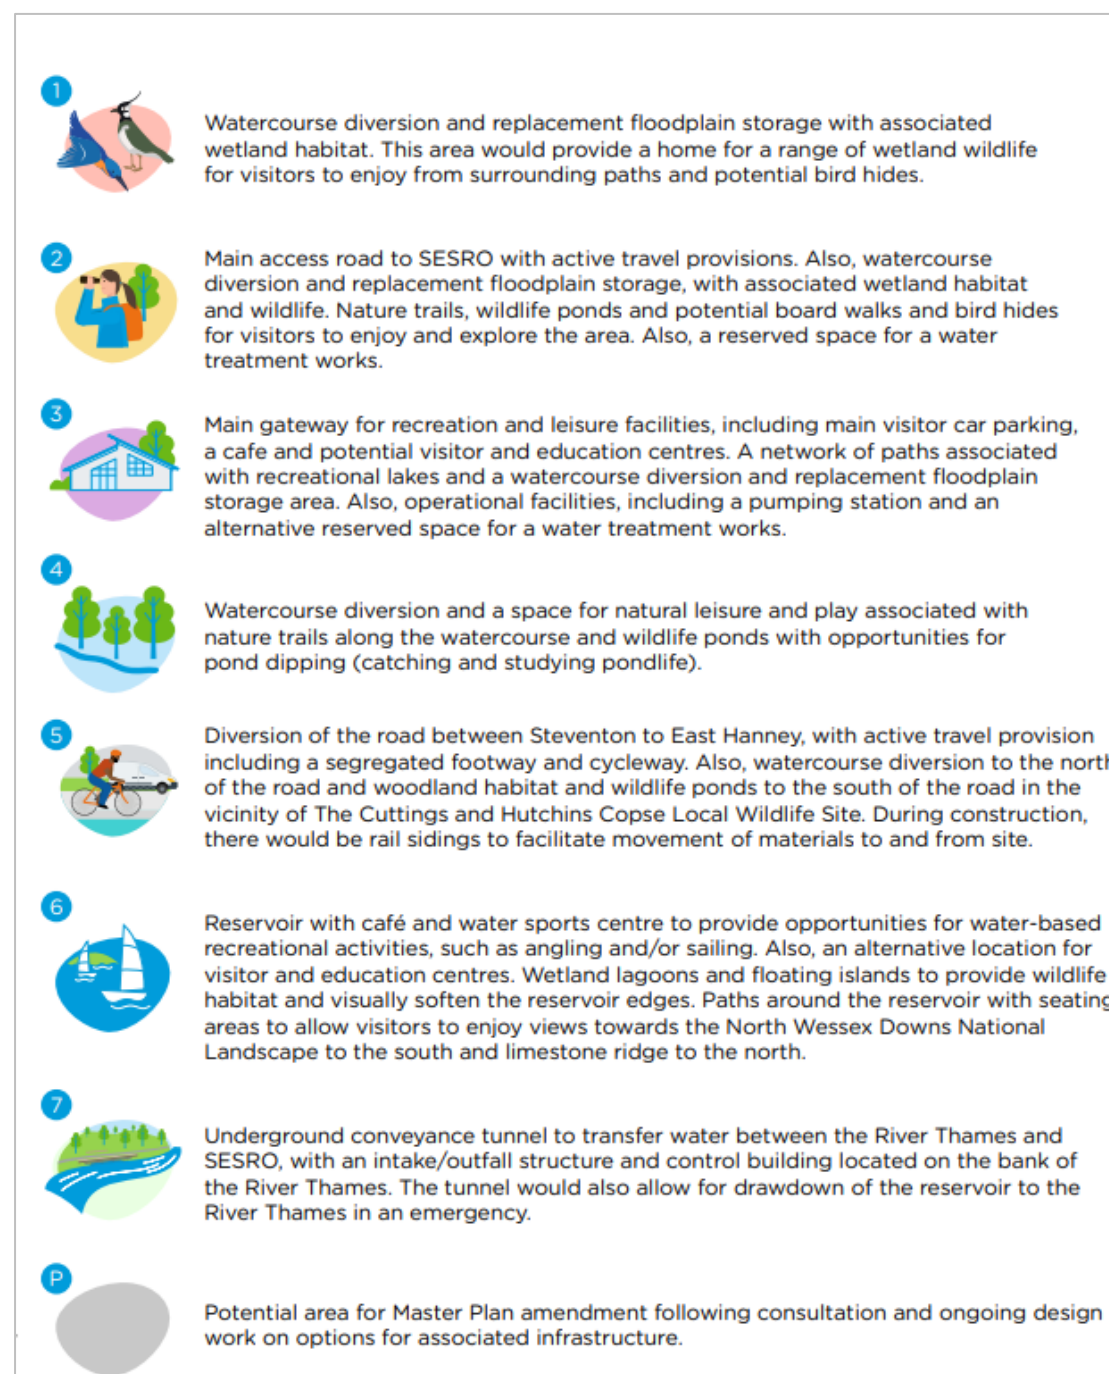 1
Watercourse diversion and replacement floodplain storage with associated
wetland habitat. This area would provide a home for a range of wetland wildlife
for visitors to enjoy from surrounding paths and potential bird hides.
2
Main access road to SESRO with active travel provisions. Also, watercourse
diversion and replacement floodplain storage, with associated wetland habitat
and wildlife. Nature trails, wildlife ponds and potential board walks and bird hides
for visitors to enjoy and explore the area. Also, a reserved space for a water
treatment works.
3
Main gateway for recreation and leisure facilities, including main visitor car parking,
a cafe and potential visitor and education centres. A network of paths associated
with recreational lakes and a watercourse diversion and replacement floodplain
storage area. Also, operational facilities, including a pumping station and an
alternative reserved space for a water treatment works.
4
Watercourse diversion and a space for natural leisure and play associated with
nature trails along the watercourse and wildlife ponds with opportunities for
pond dipping (catching and studying pondlife).
5
Diversion of the road between Steventon to East Hanney, with active travel provision
including a segregated footway and cycleway. Also, watercourse diversion to the north
of the road and woodland habitat and wildlife ponds to the south of the road in the
vicinity of The Cuttings and Hutchins Copse Local Wildlife Site. During construction,
there would be rail sidings to facilitate movement of materials to and from site.
6
Reservoir with café and water sports centre to provide opportunities for water-based
recreational activities, such as angling and/or sailing. Also, an alternative location for
visitor and education centres. Wetland lagoons and floating islands to provide wildlife
habitat and visually soften the reservoir edges. Paths around the reservoir with seating
areas to allow visitors to enjoy views towards the North Wessex Downs National
Landscape to the south and limestone ridge to the north.
7
Underground conveyance tunnel to transfer water between the River Thames and
SESRO, with an intake/outfall structure and control building located on the bank of
the River Thames. The tunnel would also allow for drawdown of the reservoir to the
River Thames in an emergency.
P
Potential area for Master Plan amendment following consultation and ongoing design
work on options for associated infrastructure.